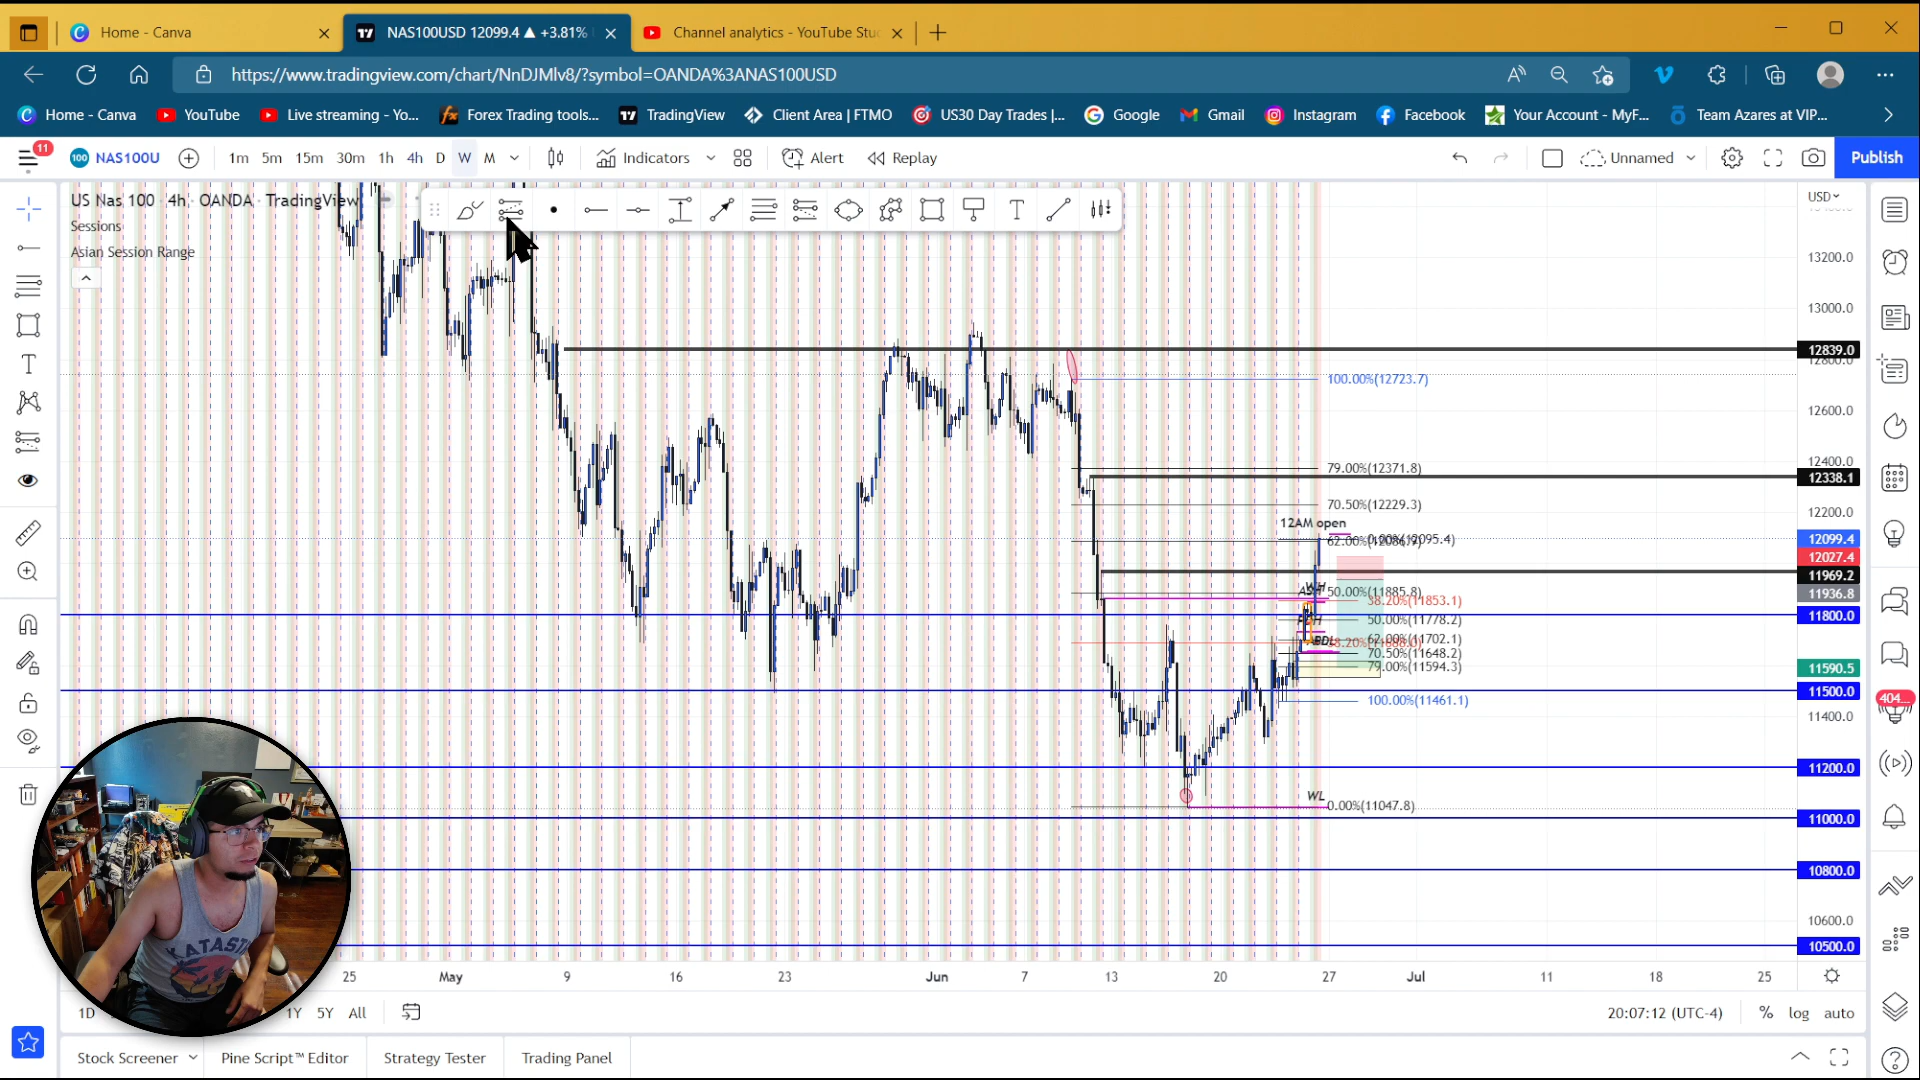 Home - Canva
NAS100USD 12099.4 ▲ +3.81%
Channel analytics - YouTube Stu
https://www.tradingview.com/chart/NnDJMlv8/?symbol=OANDA%3ANAS100USD
Home - Canva
YouTube
Live streaming - Yo...
Forex Trading tools...
TradingView
Client Area | FTMO
US30 Day Trades |...
Google
Gmail
Instagram
Facebook
Your Account - MyF...
Team Azares at VIP...
11
100
NAS100U
1m 5m 15m 30m 1h 4h D W M
Indicators
Alert
Replay
Unnamed
Publish
US Nas 100 · 4h · OANDA · TradingView
Sessions
Asian Session Range
USD
13200.0
13000.0
12839.0
12800.0
100.00%(12723.7)
12600.0
79.00%(12371.8)
12400.0
12338.1
70.50%(12229.3)
12200.0
12AM open
12099.4
12027.4
11969.2
WH
50.00%(11885.8)
11936.8
38.20%(11853.1)
11800.0
PDH
50.00%(11778.2)
62.00%(11702.1)
70.50%(11648.2)
79.00%(11594.3)
11590.5
11500.0
100.00%(11461.1)
404...
11400.0
11200.0
WL
0.00%(11047.8)
11000.0
10800.0
10600.0
10500.0
KATASTR
25 May 9 16 23 Jun 7 13 20 27 Jul 11 18 25
1D
1Y 5Y All
20:07:12 (UTC-4)
% log auto
Stock Screener
Pine Script™ Editor
Strategy Tester
Trading Panel